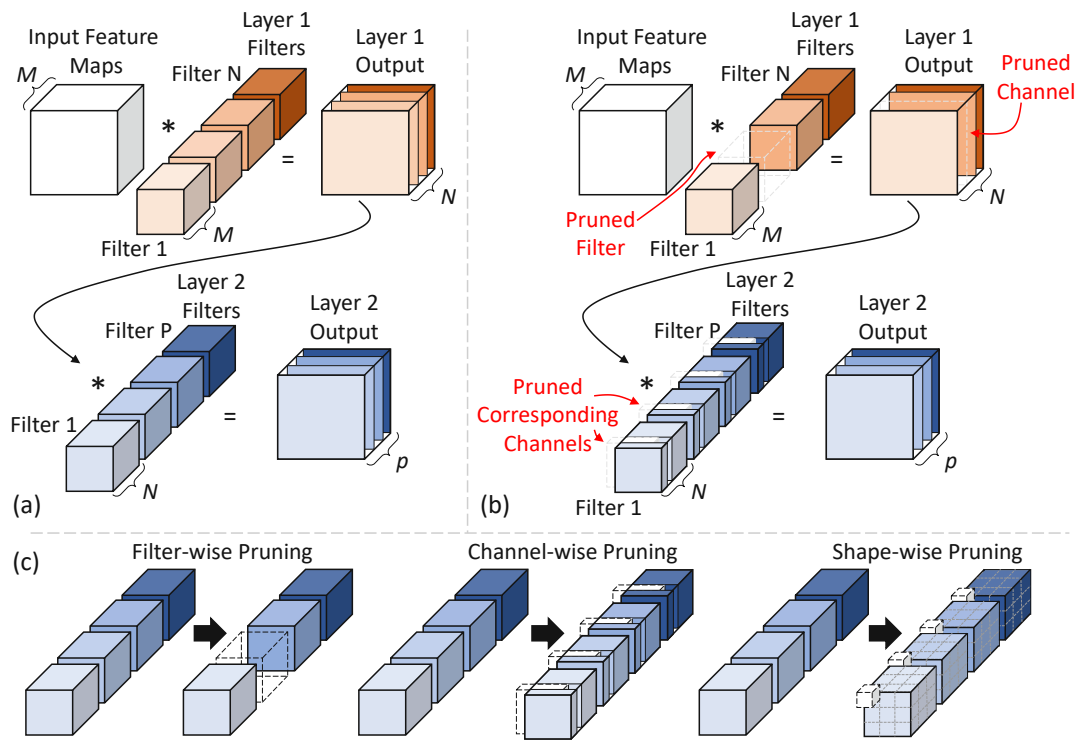 Input Feature
Maps
M
Layer 1
Filters
Filter N
Layer 1
Output
*
=
N
M
Filter 1
Layer 2
Filters
Filter P
Layer 2
Output
*
Filter 1
=
N
p
(a)
Input Feature
Maps
M
Layer 1
Filters
Filter N
Layer 1
Output
Pruned
Channel
*
=
N
Pruned
Filter
M
Filter 1
Layer 2
Filters
Filter P
Layer 2
Output
*
Pruned
Corresponding
Channels
=
N
p
Filter 1
(b)
(c)
Filter-wise Pruning
Channel-wise Pruning
Shape-wise Pruning